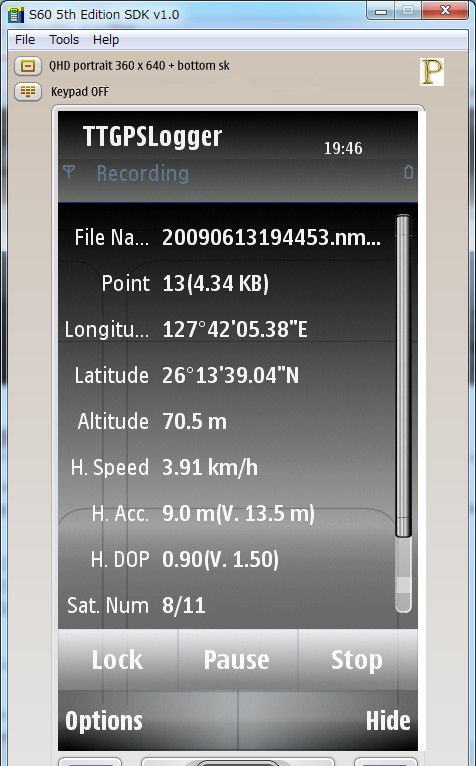 S60 5th Edition SDK v1.0
File Tools Help
QHD portrait 360 x 640 + bottom sk
P
Keypad OFF
TTGPSLogger
19:46
Recording
File Na... 20090613194453.nm...
Point 13(4.34 KB)
Longitu... 127°42'05.38"E
Latitude 26°13'39.04"N
Altitude 70.5 m
H. Speed 3.91 km/h
H. Acc. 9.0 m(V. 13.5 m)
H. DOP 0.90(V. 1.50)
Sat. Num 8/11
Lock Pause Stop
Options Hide